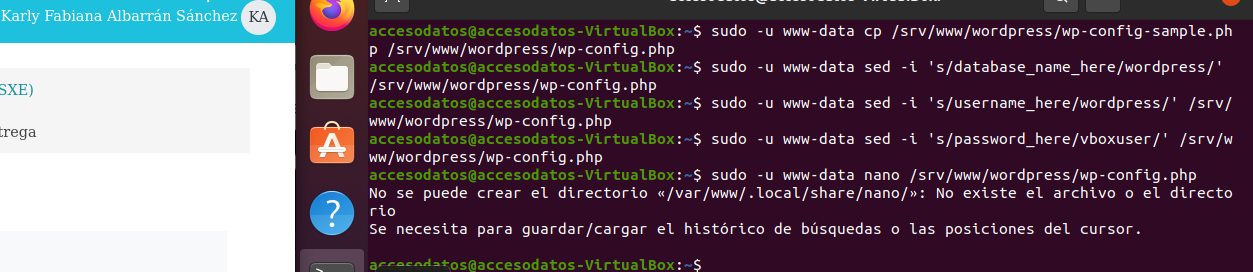 Karly Fabiana Albarrán Sánchez KA
SXE)
trega
accesodatos@accesodatos-VirtualBox:~$ sudo -u www-data cp /srv/www/wordpress/wp-config-sample.ph
p /srv/www/wordpress/wp-config.php
accesodatos@accesodatos-VirtualBox:~$ sudo -u www-data sed -i 's/database_name_here/wordpress/'
/srv/www/wordpress/wp-config.php
accesodatos@accesodatos-VirtualBox:~$ sudo -u www-data sed -i 's/username_here/wordpress/' /srv/
www/wordpress/wp-config.php
accesodatos@accesodatos-VirtualBox:~$ sudo -u www-data sed -i 's/password_here/vboxuser/' /srv/w
ww/wordpress/wp-config.php
accesodatos@accesodatos-VirtualBox:~$ sudo -u www-data nano /srv/www/wordpress/wp-config.php
No se puede crear el directorio «/var/www/.local/share/nano/»: No existe el archivo o el directo
rio
Se necesita para guardar/cargar el histórico de búsquedas o las posiciones del cursor.
accesodatos@accesodatos-VirtualBox:~$